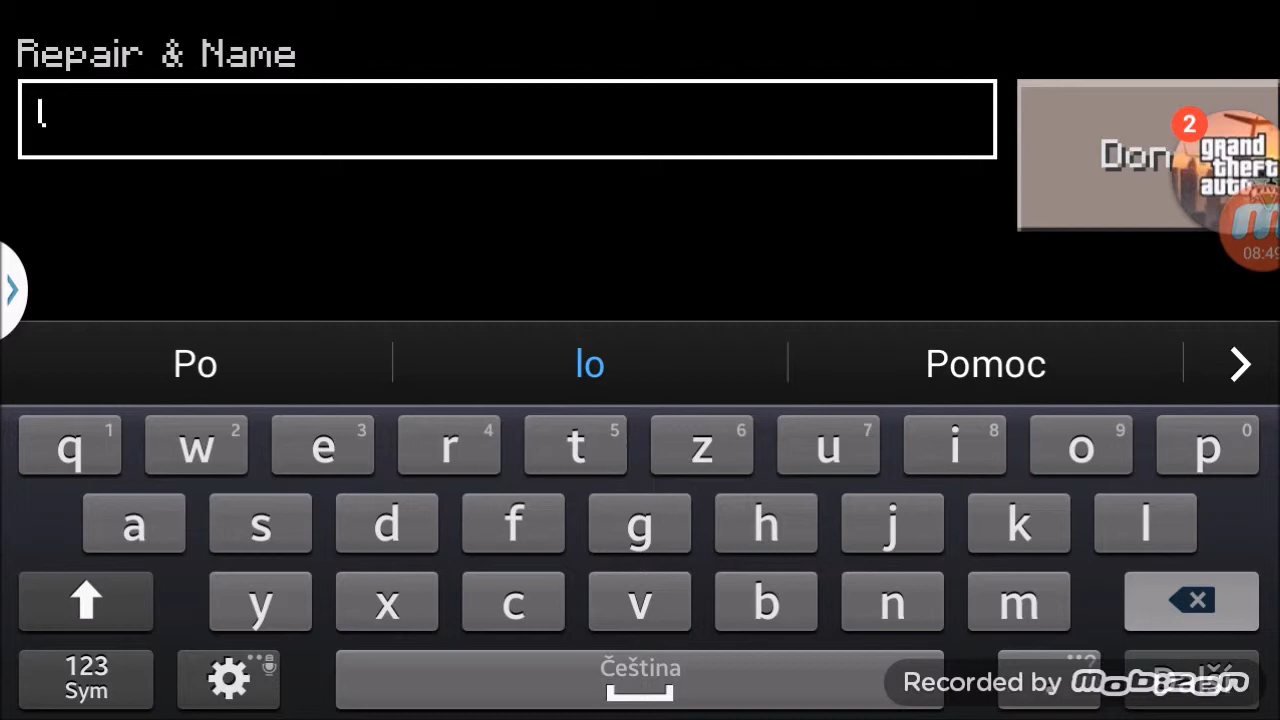 Repair & Name
l
Don
2
grand
theft
auto
08:49
Po
lo
Pomoc
q 1 w 2 e 3 r 4 t 5 z 6 u 7 i 8 o 9 p 0
a s d f g h j k l
y x c v b n m
123
Sym
Čeština
Recorded by mobizen